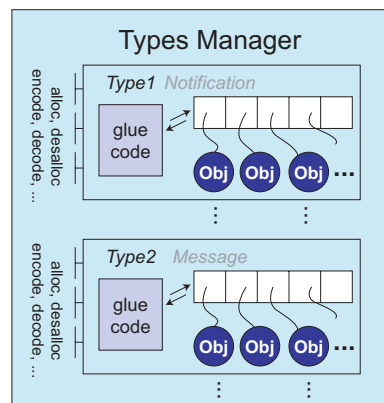 Types Manager
alloc, desalloc
encode, decode, ...
Type1 Notification
glue
code
Obj Obj Obj ...
alloc, desalloc
encode, decode, ...
Type2 Message
glue
code
Obj Obj Obj ...